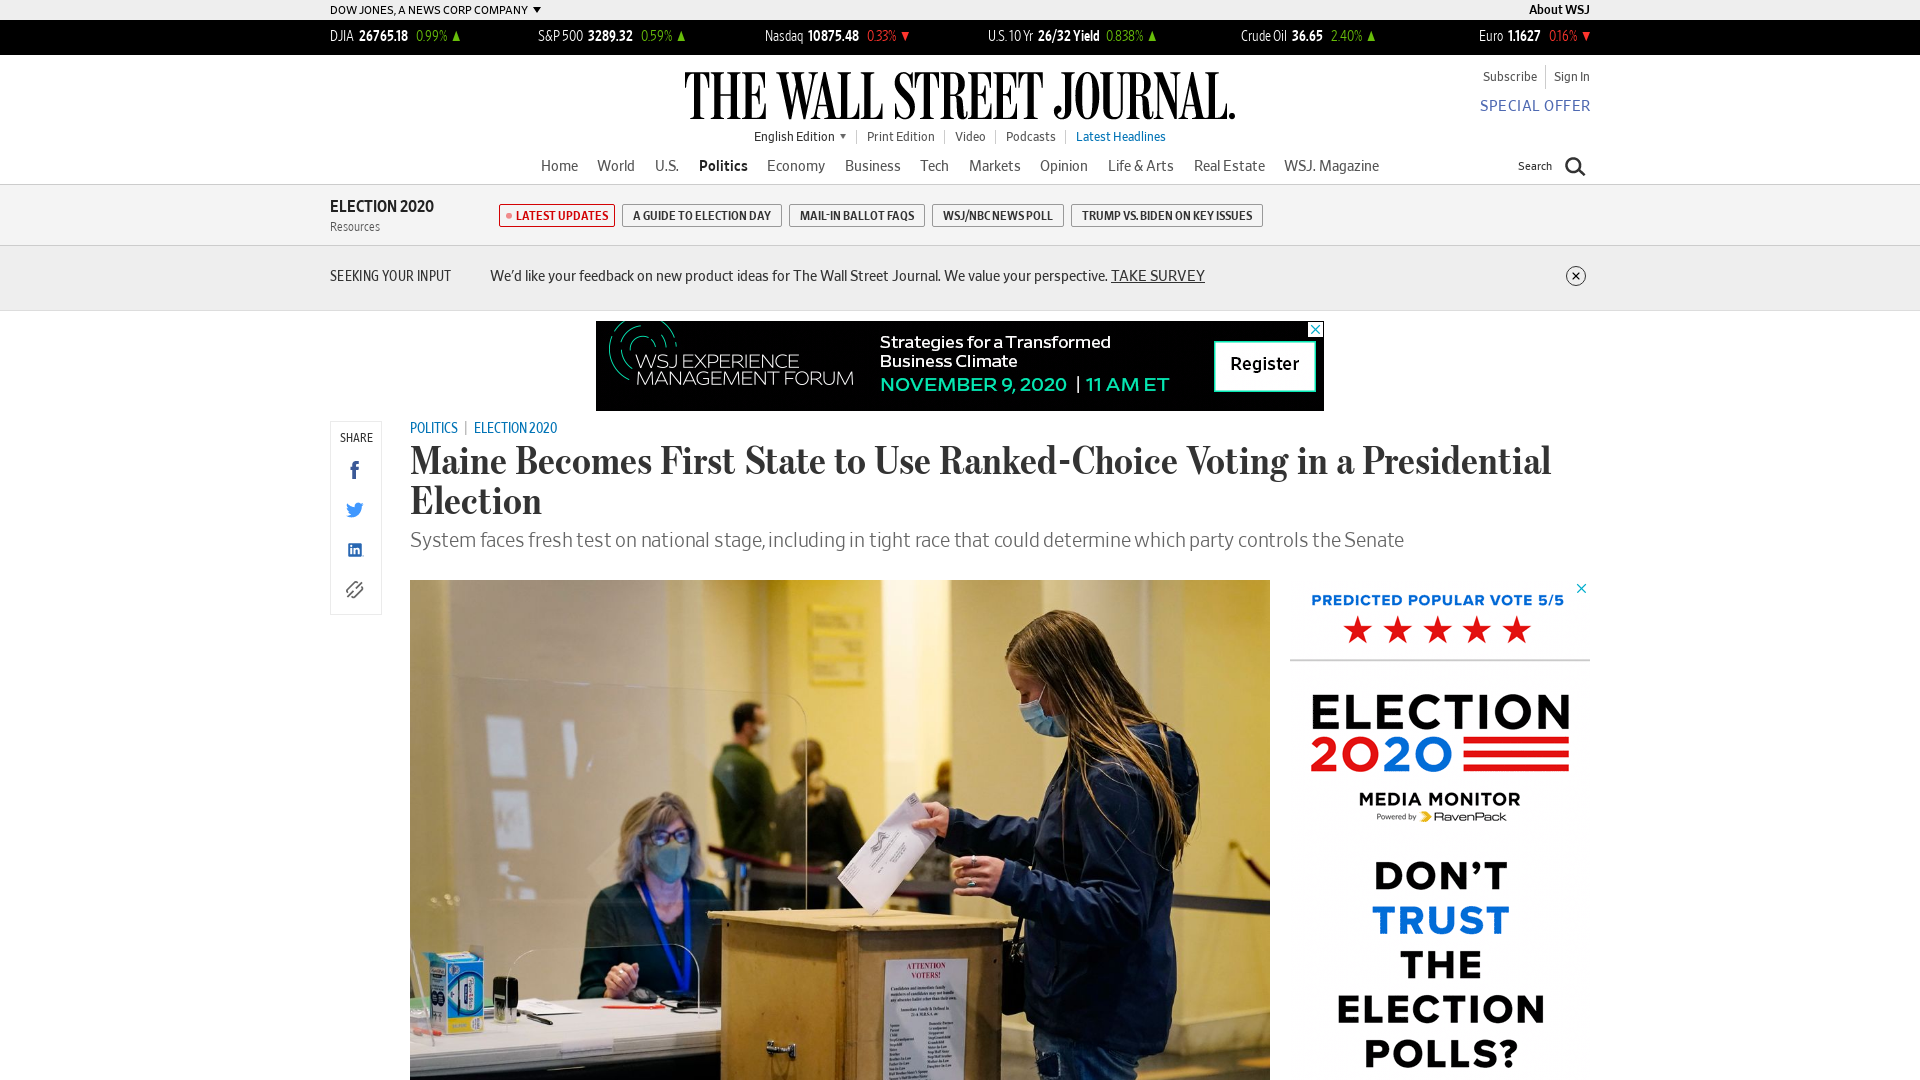 DOW JONES, A NEWS CORP COMPANY
About WSJ
DJIA 26765.18 0.99%
S&P 500 3289.32 0.59%
Nasdaq 10875.48 0.33%
U.S. 10 Yr 26/32 Yield 0.838%
Crude Oil 36.65 2.40%
Euro 1.1627 0.16%
THE WALL STREET JOURNAL.
Subscribe
Sign In
SPECIAL OFFER
English Edition
Print Edition
Video
Podcasts
Latest Headlines
Home
World
U.S.
Politics
Economy
Business
Tech
Markets
Opinion
Life & Arts
Real Estate
WSJ. Magazine
Search
ELECTION 2020
Resources
LATEST UPDATES
A GUIDE TO ELECTION DAY
MAIL-IN BALLOT FAQS
WSJ/NBC NEWS POLL
TRUMP VS. BIDEN ON KEY ISSUES
SEEKING YOUR INPUT
We’d like your feedback on new product ideas for The Wall Street Journal. We value your perspective. TAKE SURVEY
WSJ EXPERIENCE
MANAGEMENT FORUM
Strategies for a Transformed
Business Climate
NOVEMBER 9, 2020 | 11 AM ET
Register
SHARE
POLITICS | ELECTION 2020
Maine Becomes First State to Use Ranked-Choice Voting in a Presidential
Election
System faces fresh test on national stage, including in tight race that could determine which party controls the Senate
ATTENTION
VOTERS!
PREDICTED POPULAR VOTE 5/5
ELECTION
2020
MEDIA MONITOR
Powered by RavenPack
DON’T
TRUST
THE
ELECTION
POLLS?